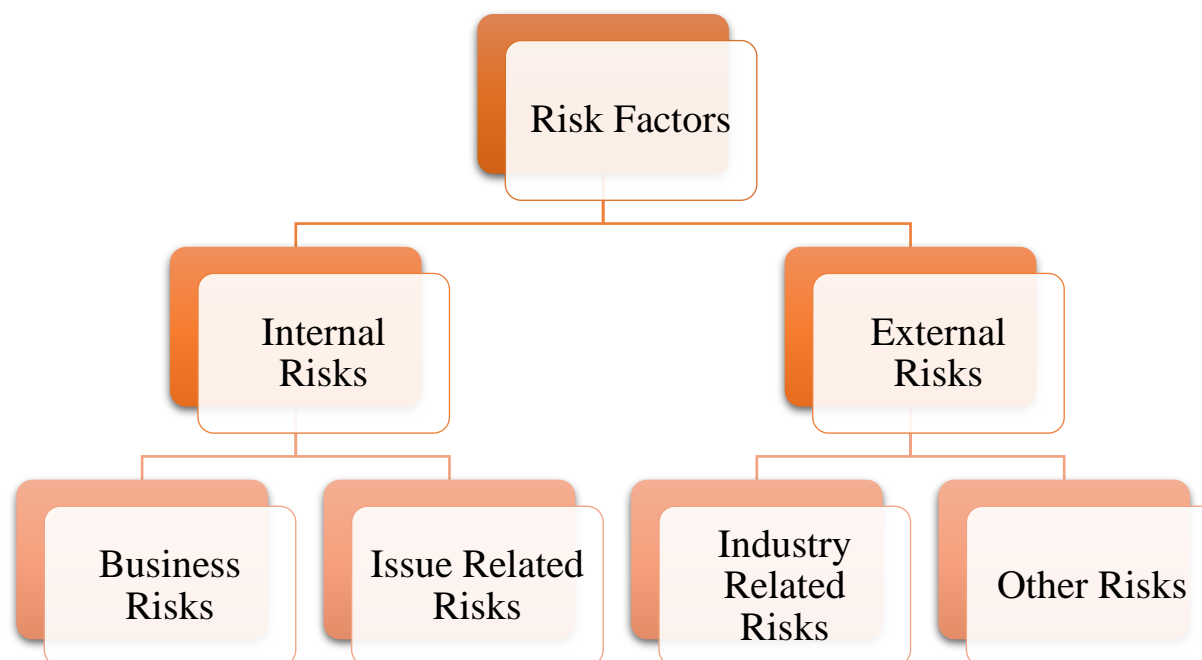 Risk Factors
Internal
Risks
External
Risks
Business
Risks
Issue Related
Risks
Industry
Related
Risks
Other Risks